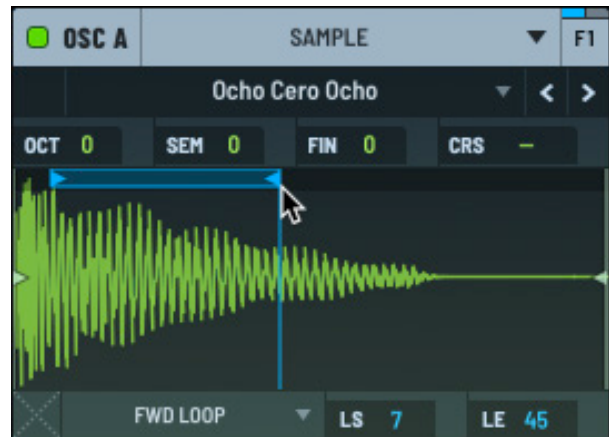 OSC A SAMPLE F1
Ocho Cero Ocho < >
OCT 0 SEM 0 FIN 0 CRS –
FWD LOOP LS 7 LE 45